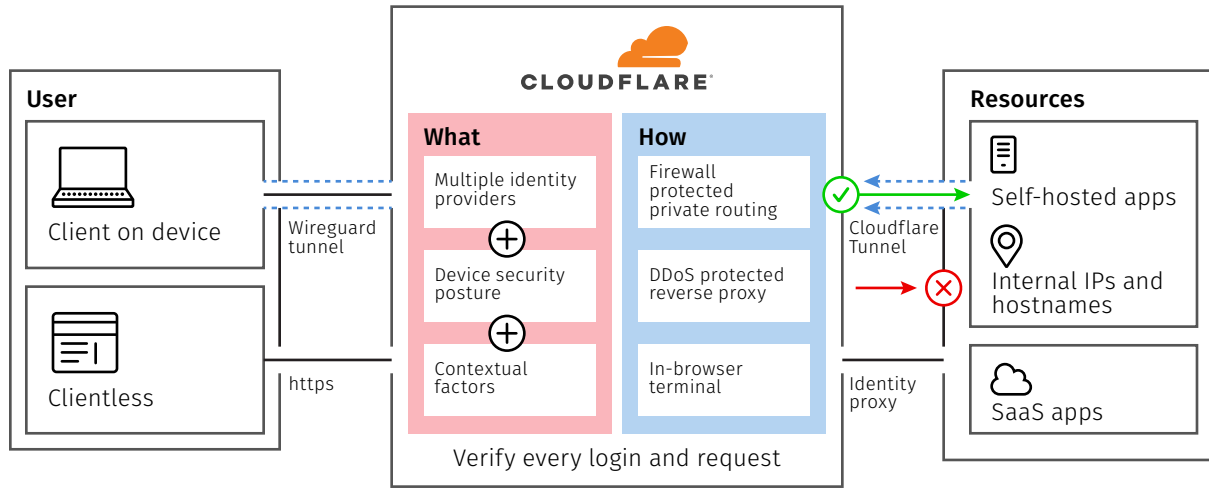 CLOUDFLARE
User
Client on device
Clientless
Wireguard
tunnel
https
What
Multiple identity
providers
Device security
posture
Contextual
factors
How
Firewall
protected
private routing
DDoS protected
reverse proxy
In-browser
terminal
Verify every login and request
Cloudflare
Tunnel
Identity
proxy
Resources
Self-hosted apps
Internal IPs and
hostnames
SaaS apps